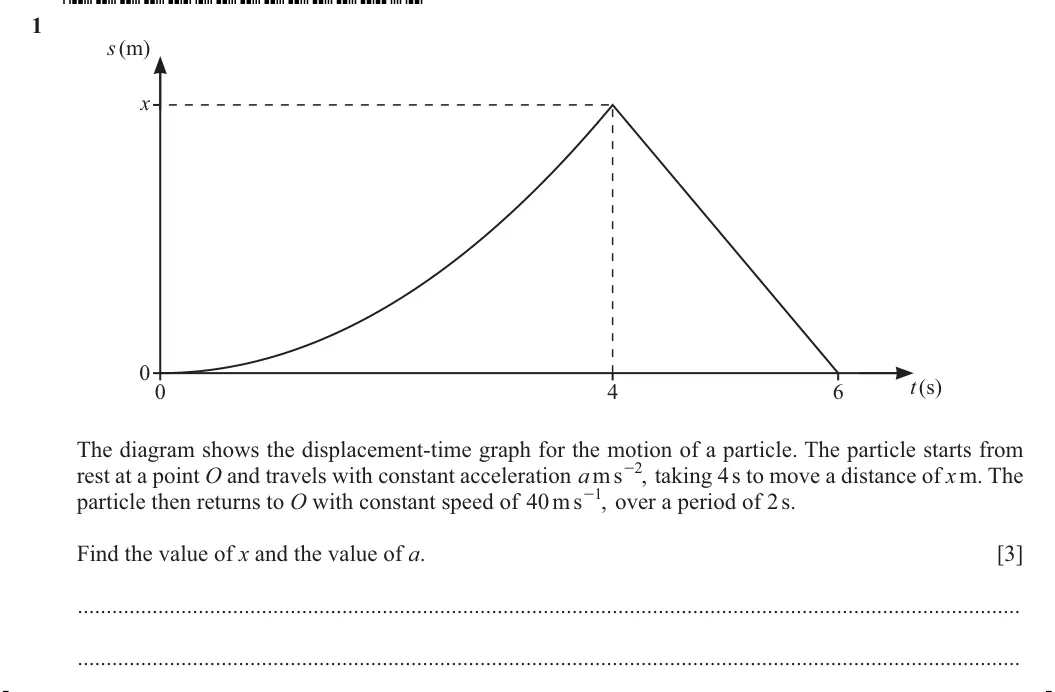 1
s (m)
x
0
0
4
6
t (s)
The diagram shows the displacement-time graph for the motion of a particle. The particle starts from
rest at a point O and travels with constant acceleration a m s⁻², taking 4 s to move a distance of x m. The
particle then returns to O with constant speed of 40 m s⁻¹, over a period of 2 s.
Find the value of x and the value of a. [3]